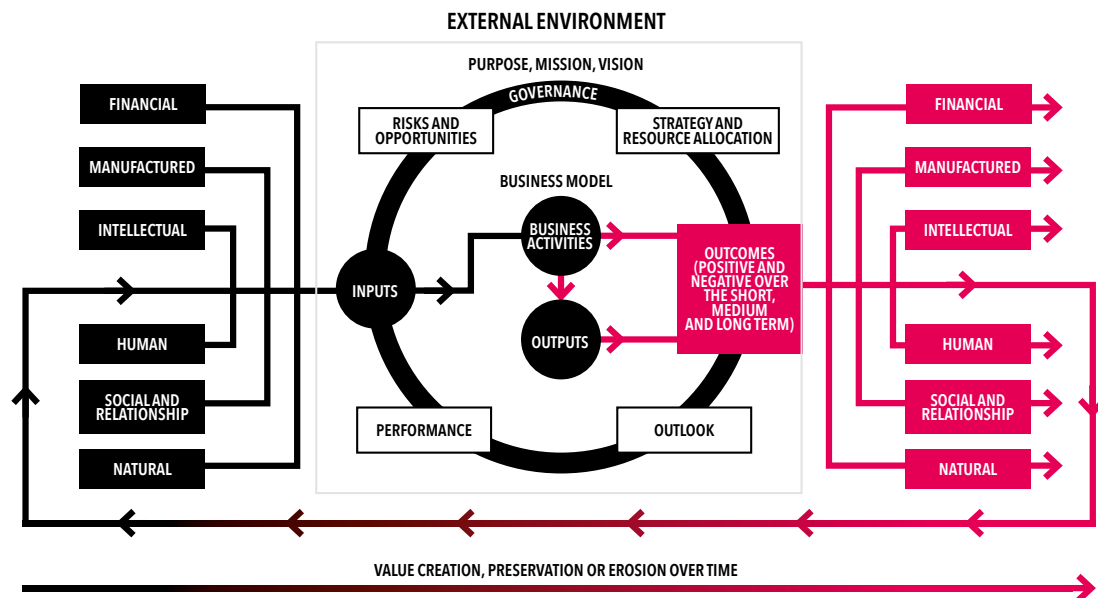 EXTERNAL ENVIRONMENT
PURPOSE, MISSION, VISION
GOVERNANCE
RISKS AND
OPPORTUNITIES
STRATEGY AND
RESOURCE ALLOCATION
BUSINESS MODEL
FINANCIAL
MANUFACTURED
INTELLECTUAL
HUMAN
SOCIAL AND
RELATIONSHIP
NATURAL
INPUTS
BUSINESS
ACTIVITIES
OUTPUTS
OUTCOMES
(POSITIVE AND
NEGATIVE OVER
THE SHORT,
MEDIUM
AND LONG TERM)
PERFORMANCE
OUTLOOK
FINANCIAL
MANUFACTURED
INTELLECTUAL
HUMAN
SOCIAL AND
RELATIONSHIP
NATURAL
VALUE CREATION, PRESERVATION OR EROSION OVER TIME